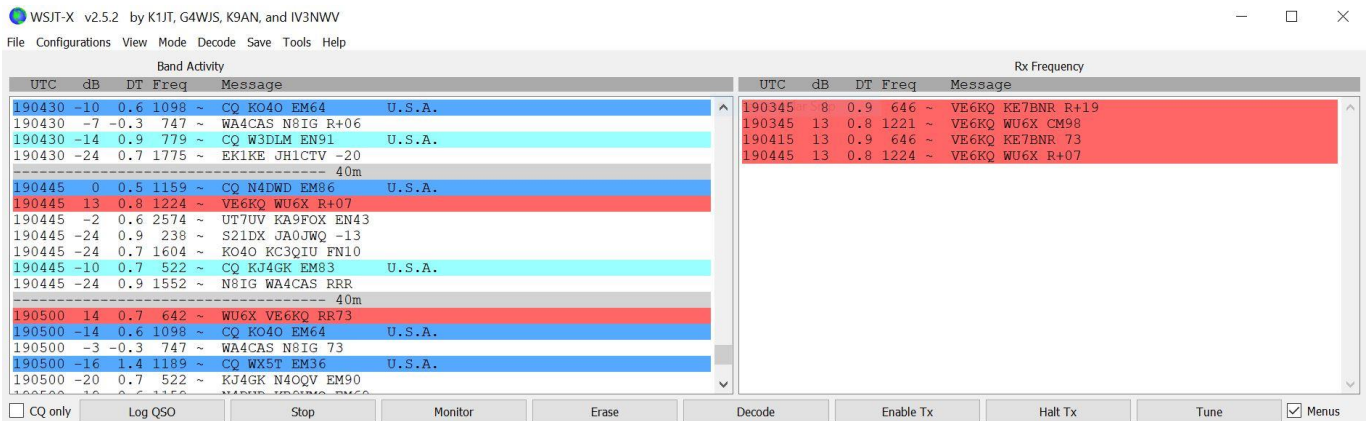 WSJT-X v2.5.2 by K1JT, G4WJS, K9AN, and IV3NWV
File Configurations View Mode Decode Save Tools Help
Band Activity
UTC dB DT Freq Message
190430 -10 0.6 1098 ~ CQ KO4O EM64 U.S.A.
190430 -7 -0.3 747 ~ WA4CAS N8IG R+06
190430 -14 0.9 779 ~ CQ W3DLM EN91 U.S.A.
190430 -24 0.7 1775 ~ EK1KE JH1CTV -20
------------------------------------ 40m
190445 0 0.5 1159 ~ CQ N4DWD EM86 U.S.A.
190445 13 0.8 1224 ~ VE6KQ WU6X R+07
190445 -2 0.6 2574 ~ UT7UV KA9FOX EN43
190445 -24 0.9 238 ~ S21DX JA0JWQ -13
190445 -24 0.7 1604 ~ KO4O KC3QIU FN10
190445 -10 0.7 522 ~ CQ KJ4GK EM83 U.S.A.
190445 -24 0.9 1552 ~ N8IG WA4CAS RRR
------------------------------------ 40m
190500 14 0.7 642 ~ WU6X VE6KQ RR73
190500 -14 0.6 1098 ~ CQ KO4O EM64 U.S.A.
190500 -3 -0.3 747 ~ WA4CAS N8IG 73
190500 -16 1.4 1189 ~ CQ WX5T EM36 U.S.A.
190500 -20 0.7 522 ~ KJ4GK N4OQV EM90
Rx Frequency
UTC dB DT Freq Message
190345 8 0.9 646 ~ VE6KQ KE7BNR R+19
190345 13 0.8 1221 ~ VE6KQ WU6X CM98
190415 13 0.9 646 ~ VE6KQ KE7BNR 73
190445 13 0.8 1224 ~ VE6KQ WU6X R+07
CQ only Log QSO Stop Monitor Erase Decode Enable Tx Halt Tx Tune Menus